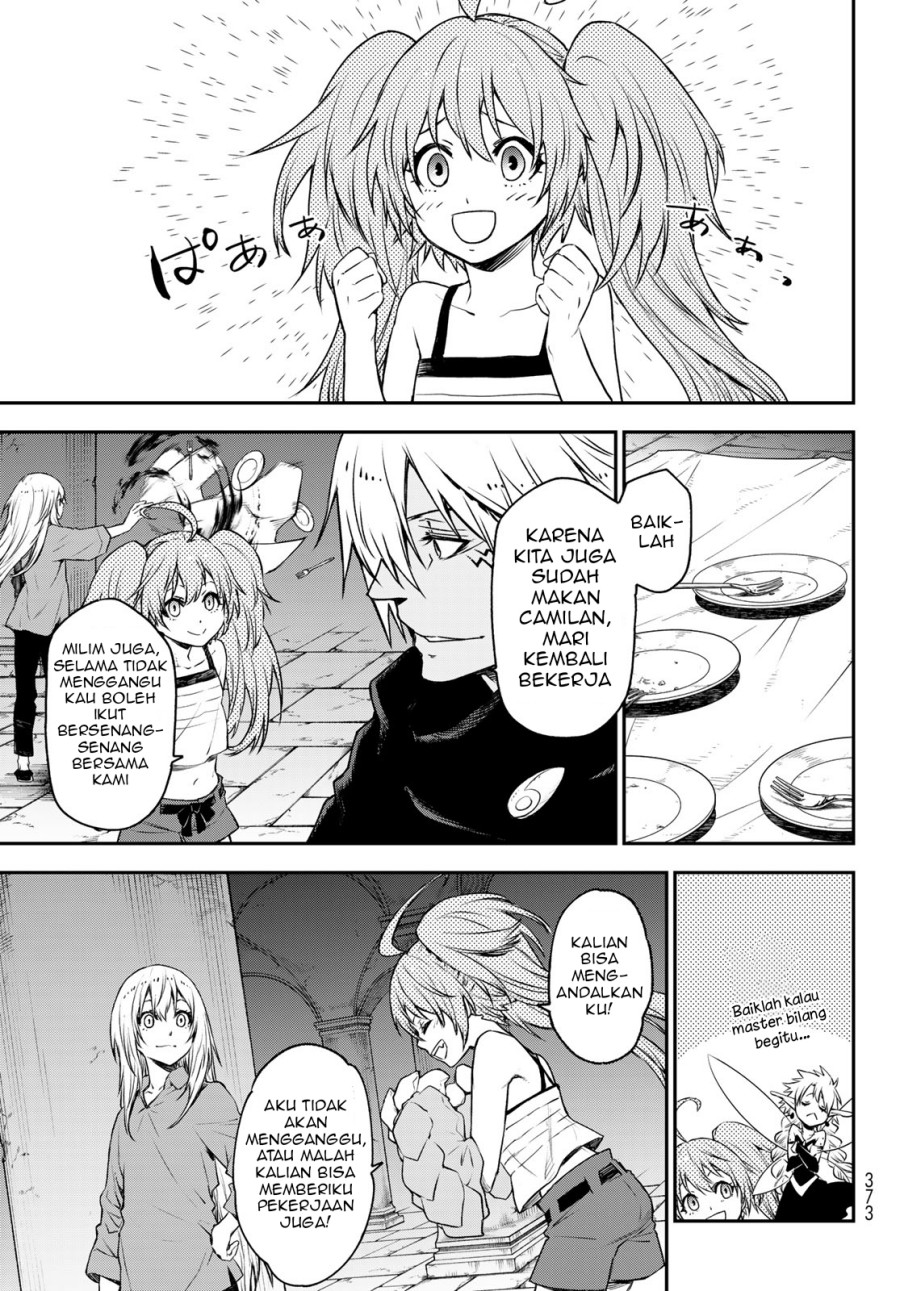 ぱぁぁ
ぁぁっ
BAIK-
LAH
KARENA
KITA JUGA
SUDAH
MAKAN
CAMILAN,
MARI
KEMBALI
BEKERJA
MILIM JUGA,
SELAMA TIDAK
MENGGANGU
KAU BOLEH
IKUT
BERSENANG-
SENANG
BERSAMA
KAMI
Baiklah kalau
master bilang
begitu...
KALIAN
BISA
MENG-
ANDALKAN
KU!
AKU TIDAK
AKAN
MENGGANGGU,
ATAU MALAH
KALIAN BISA
MEMBERIKU
PEKERJAAN
JUGA!
373